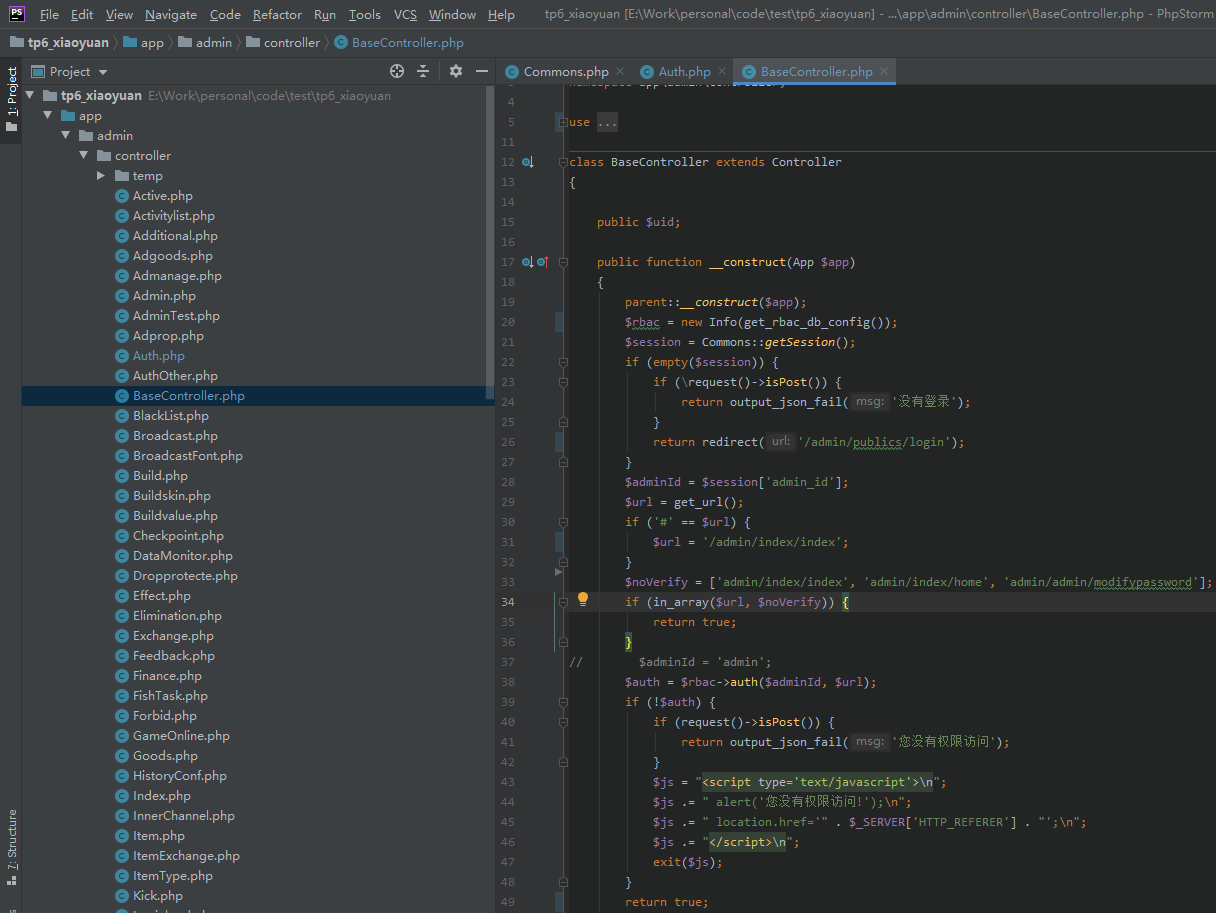 File Edit View Navigate Code Refactor Run Tools VCS Window Help tp6_xiaoyuan [E:\Work\personal\code\test\tp6_xiaoyuan] - ...\app\admin\controller\BaseController.php - PhpStorm
tp6_xiaoyuan app admin controller BaseController.php
1: Project
7: Structure
Project
tp6_xiaoyuan E:\Work\personal\code\test\tp6_xiaoyuan
app
admin
controller
temp
Active.php
Activitylist.php
Additional.php
Adgoods.php
Admanage.php
Admin.php
AdminTest.php
Adprop.php
Auth.php
AuthOther.php
BaseController.php
BlackList.php
Broadcast.php
BroadcastFont.php
Build.php
Buildskin.php
Buildvalue.php
Checkpoint.php
DataMonitor.php
Dropprotecte.php
Effect.php
Elimination.php
Exchange.php
Feedback.php
Finance.php
FishTask.php
Forbid.php
GameOnline.php
Goods.php
HistoryConf.php
Index.php
InnerChannel.php
Item.php
ItemExchange.php
ItemType.php
Kick.php
Commons.php Auth.php BaseController.php
4
5 use ...
11
12 class BaseController extends Controller
13 {
14
15 public $uid;
16
17 public function __construct(App $app)
18 {
19 parent::__construct($app);
20 $rbac = new Info(get_rbac_db_config());
21 $session = Commons::getSession();
22 if (empty($session)) {
23 if (\request()->isPost()) {
24 return output_json_fail( msg: '没有登录');
25 }
26 return redirect( url: '/admin/publics/login');
27 }
28 $adminId = $session['admin_id'];
29 $url = get_url();
30 if ('#' == $url) {
31 $url = '/admin/index/index';
32 }
33 $noVerify = ['admin/index/index', 'admin/index/home', 'admin/admin/modifypassword'];
34 if (in_array($url, $noVerify)) {
35 return true;
36 }
37 // $adminId = 'admin';
38 $auth = $rbac->auth($adminId, $url);
39 if (!$auth) {
40 if (request()->isPost()) {
41 return output_json_fail( msg: '您没有权限访问');
42 }
43 $js = "<script type='text/javascript'>\n";
44 $js .= " alert('您没有权限访问!');\n";
45 $js .= " location.href='" . $_SERVER['HTTP_REFERER'] . "';\n";
46 $js .= "</script>\n";
47 exit($js);
48 }
49 return true;